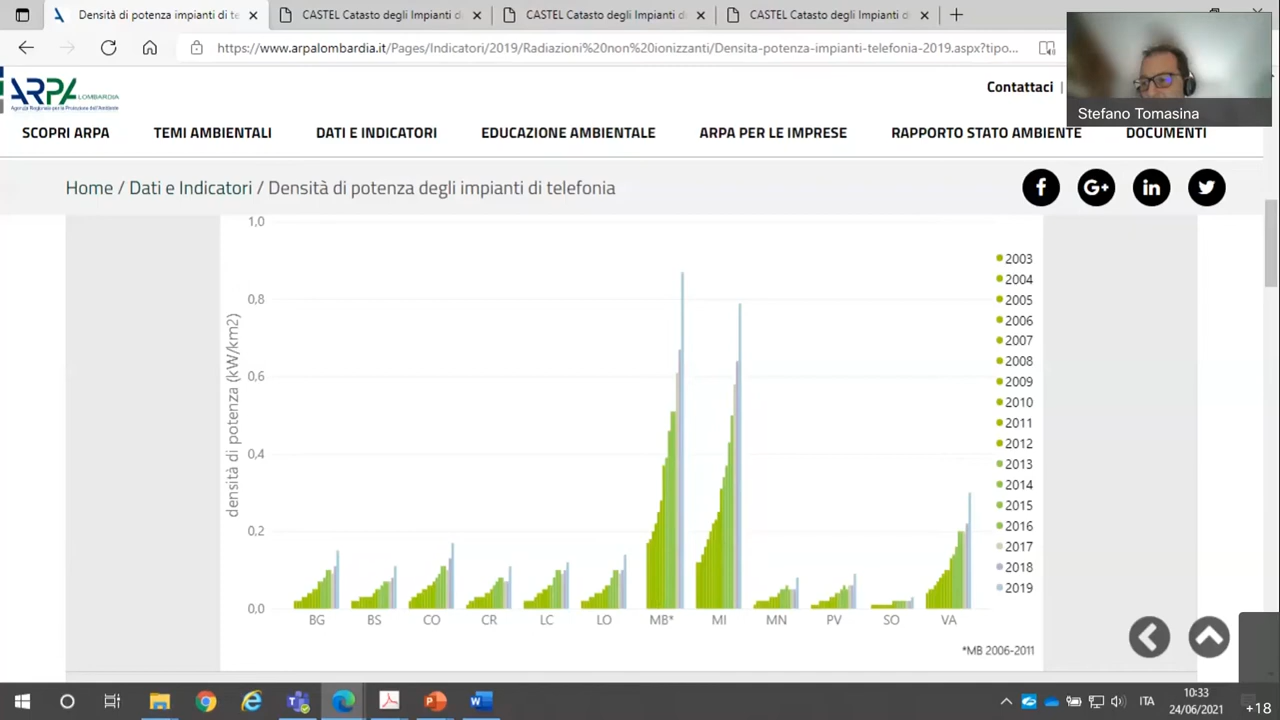 Densità di potenza impianti di te
CASTEL Catasto degli Impianti d
CASTEL Catasto degli Impianti d
CASTEL Catasto degli Impianti d
https://www.arpalombardia.it/Pages/Indicatori/2019/Radiazioni%20non%20ionizzanti/Densita-potenza-impianti-telefonia-2019.aspx?tipo...
ARPA LOMBARDIA
Agenzia Regionale per la Protezione dell'Ambiente
Contattaci |
Stefano Tomasina
SCOPRI ARPA TEMI AMBIENTALI DATI E INDICATORI EDUCAZIONE AMBIENTALE ARPA PER LE IMPRESE RAPPORTO STATO AMBIENTE DOCUMENTI
Home / Dati e Indicatori / Densità di potenza degli impianti di telefonia
densità di potenza (kW/km2)
1,0
0,8
0,6
0,4
0,2
0,0
BG BS CO CR LC LO MB* MI MN PV SO VA
2003
2004
2005
2006
2007
2008
2009
2010
2011
2012
2013
2014
2015
2016
2017
2018
2019
*MB 2006-2011
ITA
10:33
24/06/2021
+18